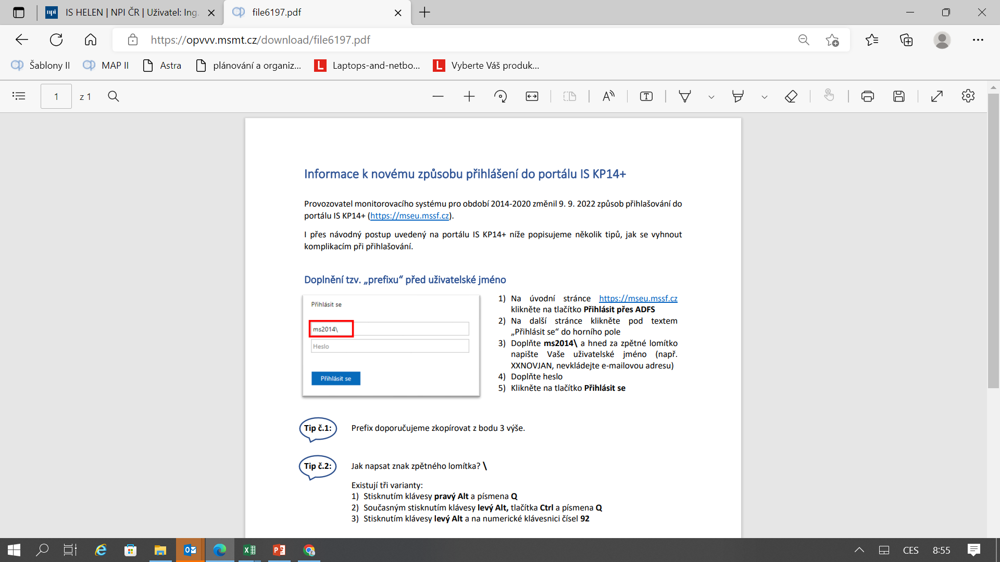 IS HELEN | NPI ČR | Uživatel: Ing.
file6197.pdf
https://opvvv.msmt.cz/download/file6197.pdf
Šablony II
MAP II
Astra
plánování a organiz...
L Laptops-and-netbo...
L Vyberte Váš produk...
1 z 1
Informace k novému způsobu přihlášení do portálu IS KP14+
Provozovatel monitorovacího systému pro období 2014-2020 změnil 9. 9. 2022 způsob přihlašování do
portálu IS KP14+ (https://mseu.mssf.cz).
I přes návodný postup uvedený na portálu IS KP14+ níže popisujeme několik tipů, jak se vyhnout
komplikacím při přihlašování.
Doplnění tzv. „prefixu“ před uživatelské jméno
Přihlásit se
ms2014\
Heslo
Přihlásit se
1) Na úvodní stránce https://mseu.mssf.cz
klikněte na tlačítko Přihlásit přes ADFS
2) Na další stránce klikněte pod textem
„Přihlásit se“ do horního pole
3) Doplňte ms2014\ a hned za zpětné lomítko
napište Vaše uživatelské jméno (např.
XXNOVJAN, nevkládejte e-mailovou adresu)
4) Doplňte heslo
5) Klikněte na tlačítko Přihlásit se
Tip č.1: Prefix doporučujeme zkopírovat z bodu 3 výše.
Tip č.2: Jak napsat znak zpětného lomítka? \
Existují tři varianty:
1) Stisknutím klávesy pravý Alt a písmena Q
2) Současným stisknutím klávesy levý Alt, tlačítka Ctrl a písmena Q
3) Stisknutím klávesy levý Alt a na numerické klávesnici čísel 92
CES
8:55